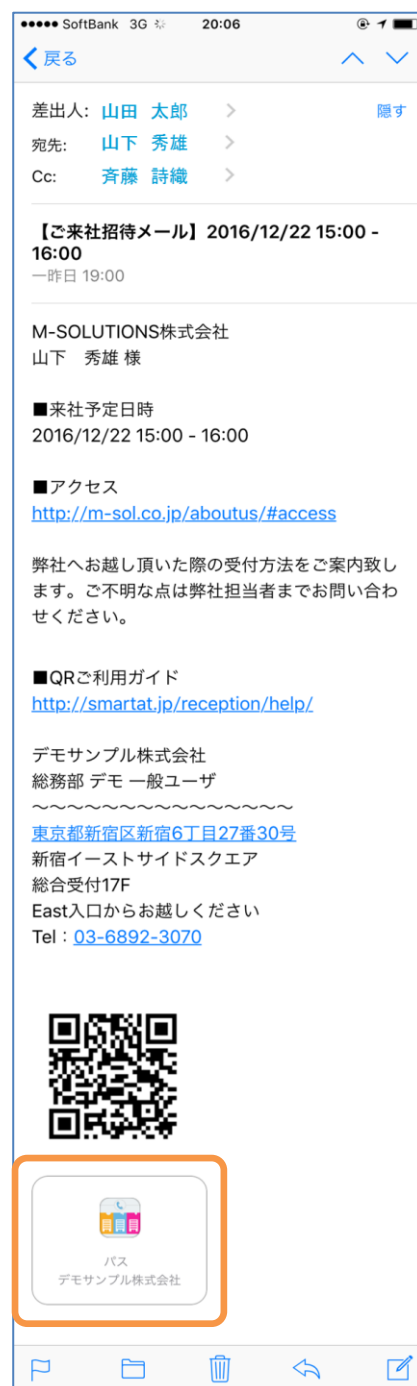 SoftBank 3G 20:06
戻る
差出人: 山田 太郎 隠す
宛先: 山下 秀雄
Cc: 斉藤 詩織
【ご来社招待メール】2016/12/22 15:00 -
16:00
一昨日 19:00
M-SOLUTIONS株式会社
山下 秀雄 様
■来社予定日時
2016/12/22 15:00 - 16:00
■アクセス
http://m-sol.co.jp/aboutus/#access
弊社へお越し頂いた際の受付方法をご案内致し
ます。ご不明な点は弊社担当者までお問い合わ
せください。
■QRご利用ガイド
http://smartat.jp/reception/help/
デモサンプル株式会社
総務部 デモ 一般ユーザ
〜〜〜〜〜〜〜〜〜〜〜〜〜〜〜
東京都新宿区新宿6丁目27番30号
新宿イーストサイドスクエア
総合受付17F
East入口からお越しください
Tel：03-6892-3070
パス
デモサンプル株式会社